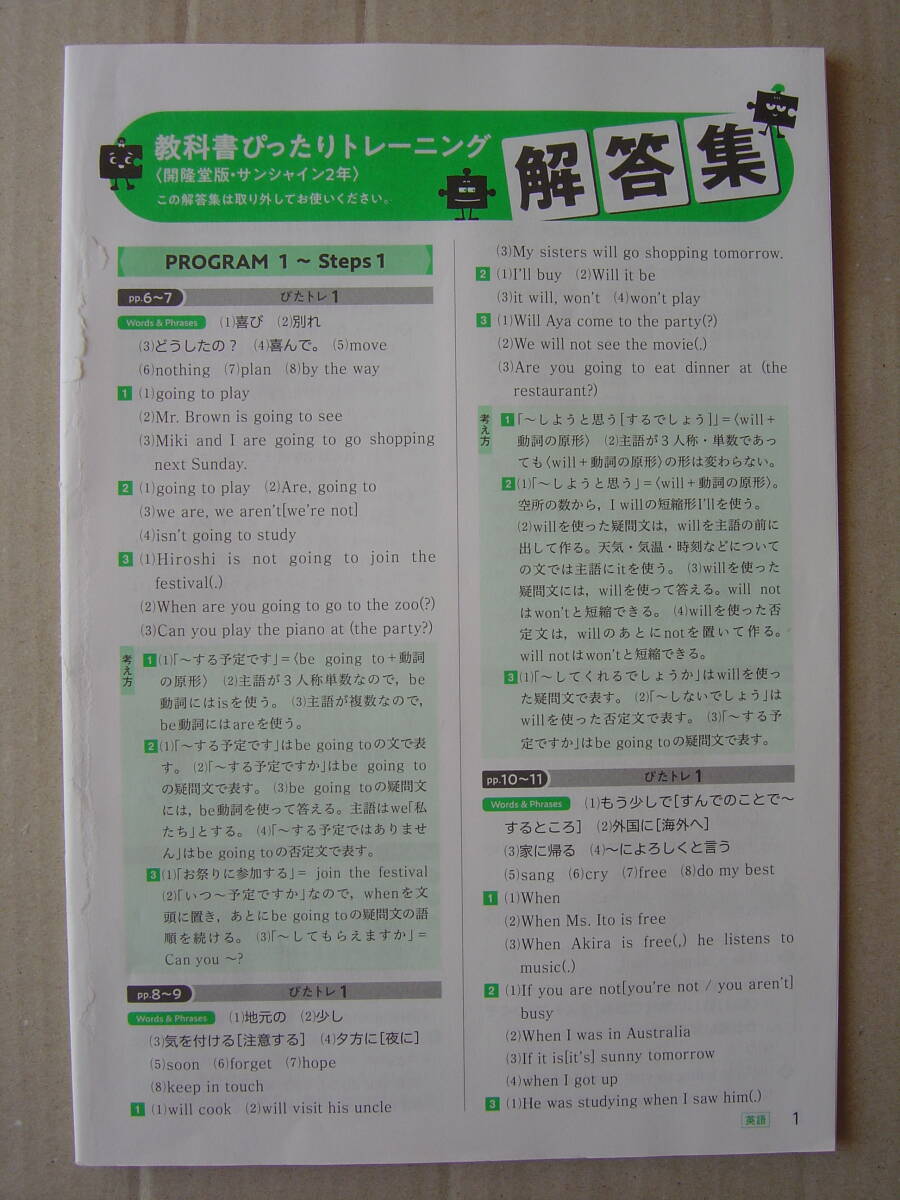 教科書ぴったりトレーニング
〈開隆堂版・サンシャイン2年〉
この解答集は取り外してお使いください。
解答集
PROGRAM 1 ～ Steps 1
pp.6～7 ぴたトレ1
Words & Phrases (1)喜び (2)別れ
(3)どうしたの？ (4)喜んで。 (5)move
(6)nothing (7)plan (8)by the way
1 (1)going to play
(2)Mr. Brown is going to see
(3)Miki and I are going to go shopping
next Sunday.
2 (1)going to play (2)Are, going to
(3)we are, we aren't[we're not]
(4)isn't going to study
3 (1)Hiroshi is not going to join the
festival(.)
(2)When are you going to go to the zoo(?)
(3)Can you play the piano at (the party?)
考え方
1 (1)「～する予定です」=〈be going to＋動詞
の原形〉 (2)主語が３人称単数なので，be
動詞にはisを使う。 (3)主語が複数なので，
be動詞にはareを使う。
2 (1)「～する予定です」はbe going toの文で表
す。 (2)「～する予定ですか」はbe going to
の疑問文で表す。 (3)be going toの疑問文
には，be動詞を使って答える。主語はwe「私
たち」とする。 (4)「～する予定ではありませ
ん」はbe going toの否定文で表す。
3 (1)「お祭りに参加する」= join the festival
(2)「いつ～予定ですか」なので，whenを文
頭に置き，あとにbe going toの疑問文の語
順を続ける。 (3)「～してもらえますか」=
Can you ～?
pp.8～9 ぴたトレ1
Words & Phrases (1)地元の (2)少し
(3)気を付ける[注意する] (4)夕方に[夜に]
(5)soon (6)forget (7)hope
(8)keep in touch
1 (1)will cook (2)will visit his uncle
(3)My sisters will go shopping tomorrow.
2 (1)I'll buy (2)Will it be
(3)it will, won't (4)won't play
3 (1)Will Aya come to the party(?)
(2)We will not see the movie(.)
(3)Are you going to eat dinner at (the
restaurant?)
考え方
1 「～しようと思う[するでしょう]」=〈will＋
動詞の原形〉 (2)主語が３人称・単数であっ
ても〈will＋動詞の原形〉の形は変わらない。
2 (1)「～しようと思う」=〈will＋動詞の原形〉。
空所の数から，I willの短縮形I'llを使う。
(2)willを使った疑問文は，willを主語の前に
出して作る。天気・気温・時刻などについて
の文では主語にitを使う。 (3)willを使った
疑問文には，willを使って答える。will not
はwon'tと短縮できる。 (4)willを使った否
定文は，willのあとにnotを置いて作る。
will notはwon'tと短縮できる。
3 (1)「～してくれるでしょうか」はwillを使っ
た疑問文で表す。 (2)「～しないでしょう」は
willを使った否定文で表す。 (3)「～する予
定ですか」はbe going toの疑問文で表す。
pp.10～11 ぴたトレ1
Words & Phrases (1)もう少しで[すんでのことで～
するところ] (2)外国に[海外へ]
(3)家に帰る (4)～によろしくと言う
(5)sang (6)cry (7)free (8)do my best
1 (1)When
(2)When Ms. Ito is free
(3)When Akira is free(,) he listens to
music(.)
2 (1)If you are not[you're not / you aren't]
busy
(2)When I was in Australia
(3)If it is[it's] sunny tomorrow
(4)when I got up
3 (1)He was studying when I saw him(.)
英語 1